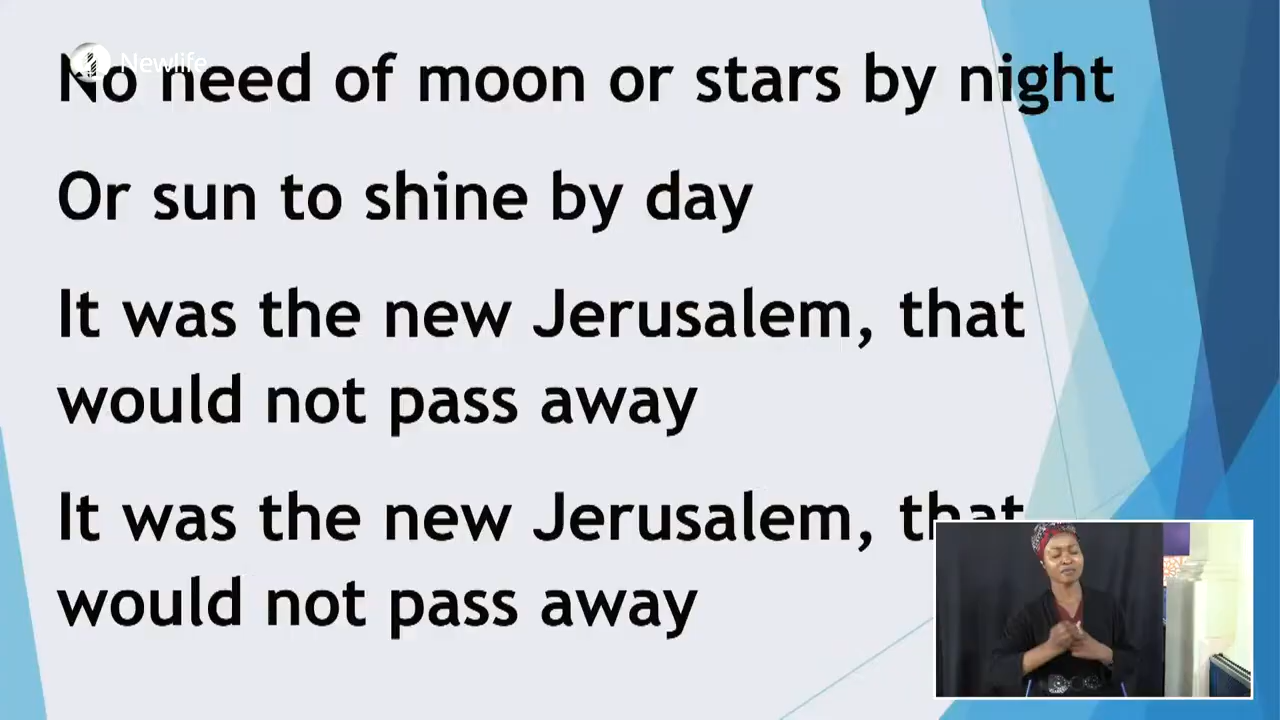 Newlife
No need of moon or stars by night
Or sun to shine by day
It was the new Jerusalem, that
would not pass away
It was the new Jerusalem, that
would not pass away